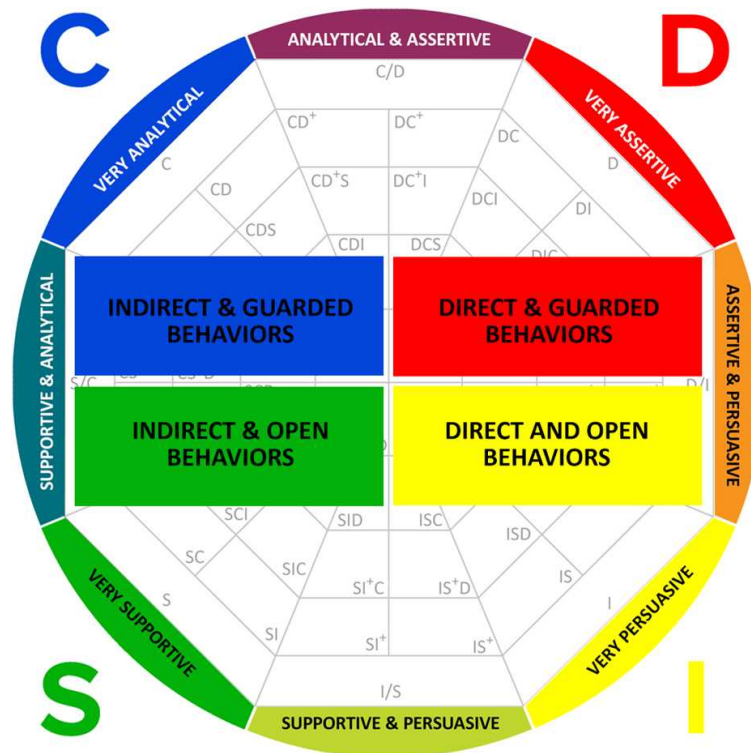 C
D
ANALYTICAL & ASSERTIVE
C/D
VERY ANALYTICAL
VERY ASSERTIVE
CD⁺
DC⁺
DC
C
D
CD⁺S
DC⁺I
CD
DCI
DI
CDS
CDI
DCS
DIC
SUPPORTIVE & ANALYTICAL
INDIRECT & GUARDED
BEHAVIORS
DIRECT & GUARDED
BEHAVIORS
ASSERTIVE & PERSUASIVE
S/C
D/I
INDIRECT & OPEN
BEHAVIORS
DIRECT AND OPEN
BEHAVIORS
SCI
SID
ISC
ISD
SC
SIC
IS
SI⁺C
IS⁺D
S
I
VERY SUPPORTIVE
VERY PERSUASIVE
SI
SI⁺
IS⁺
I/S
SUPPORTIVE & PERSUASIVE
S
I